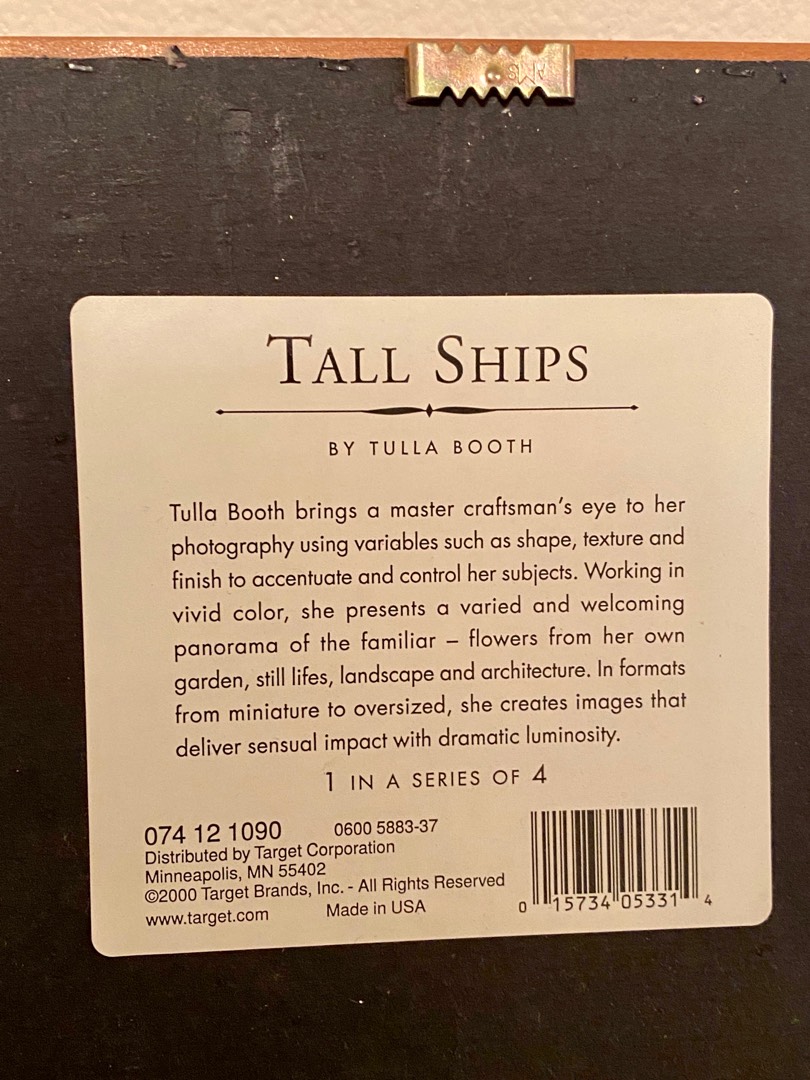 TALL SHIPS
BY TULLA BOOTH
Tulla Booth brings a master craftsman's eye to her
photography using variables such as shape, texture and
finish to accentuate and control her subjects. Working in
vivid color, she presents a varied and welcoming
panorama of the familiar – flowers from her own
garden, still lifes, landscape and architecture. In formats
from miniature to oversized, she creates images that
deliver sensual impact with dramatic luminosity.
1 IN A SERIES OF 4
074 12 1090 0600 5883-37
Distributed by Target Corporation
Minneapolis, MN 55402
©2000 Target Brands, Inc. - All Rights Reserved
www.target.com Made in USA
0 15734 05331 4